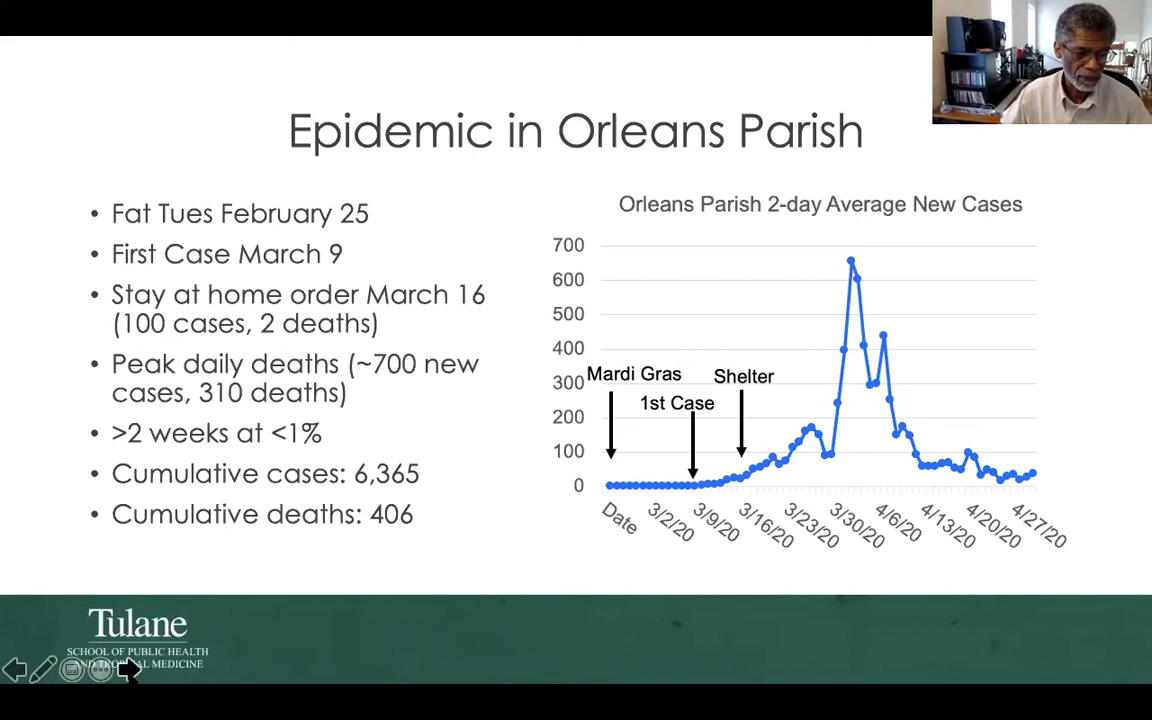 Epidemic in Orleans Parish
• Fat Tues February 25
• First Case March 9
• Stay at home order March 16
(100 cases, 2 deaths)
• Peak daily deaths (~700 new
cases, 310 deaths)
• >2 weeks at <1%
• Cumulative cases: 6,365
• Cumulative deaths: 406
Orleans Parish 2-day Average New Cases
700
600
500
400
300
200
100
0
Mardi Gras
1st Case
Shelter
Date
3/2/20
3/9/20
3/16/20
3/23/20
3/30/20
4/6/20
4/13/20
4/20/20
4/27/20
Tulane
SCHOOL OF PUBLIC HEALTH
AND TROPICAL MEDICINE